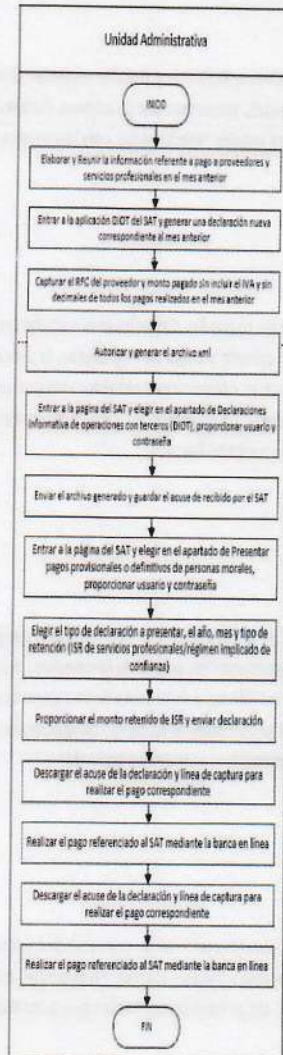 Unidad Administrativa
INICIO
Elaborar y Reunir la información referente a pago a proveedores y
servicios profesionales en el mes anterior
Entrar a la aplicación DIOT del SAT y generar una declaración nueva
correspondiente al mes anterior
Capturar el RFC del proveedor y monto pagado sin incluir el IVA y sin
decimales de todos los pagos realizados en el mes anterior
Autorizar y generar el archivo xml
Entrar a la pagina del SAT y elegir en el apartado de Declaraciones
Informativa de operaciones con terceros (DIOT), proporcionar usuario y
contraseña
Enviar el archivo generado y guardar el acuse de recibido por el SAT
Entrar a la página del SAT y elegir en el apartado de Presentar
pagos provisionales o definitivos de personas morales,
proporcionar usuario y contraseña
Elegir el tipo de declaración a presentar, el año, mes y tipo de
retención (ISR de servicios profesionales/régimen implicado de
confianza)
Proporcionar el monto retenido de ISR y enviar declaración
Descargar el acuse de la declaración y línea de captura para
realizar el pago correspondiente
Realizar el pago referenciado al SAT mediante la banca en línea
Descargar el acuse de la declaración y línea de captura para
realizar el pago correspondiente
Realizar el pago referenciado al SAT mediante la banca en línea
FIN